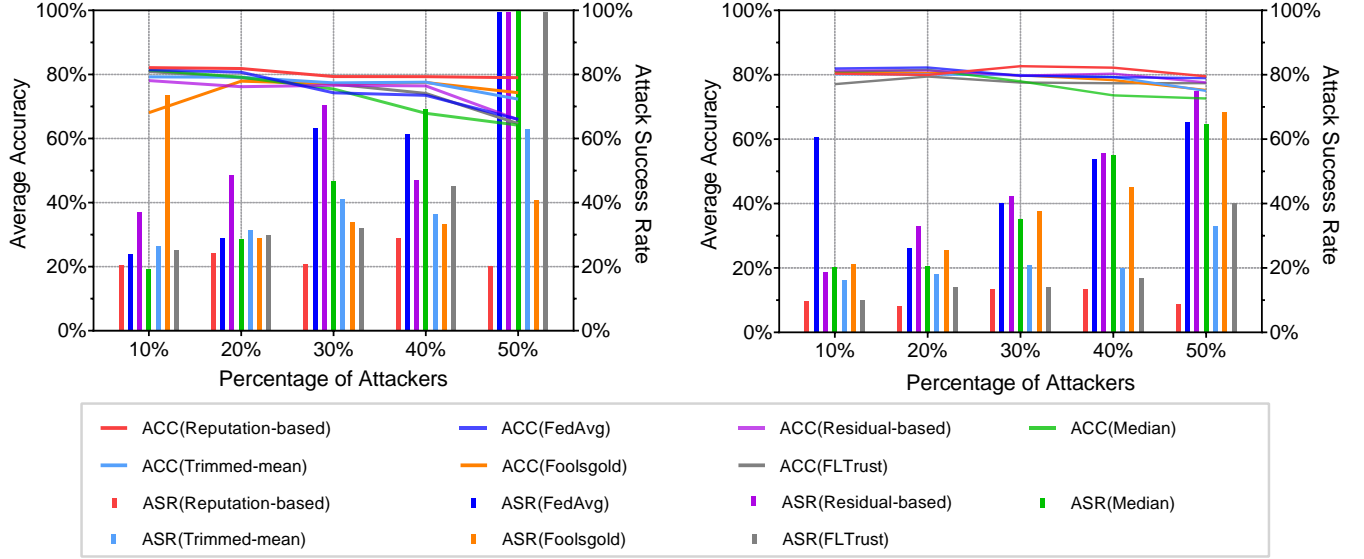 100% 100% 100% 100%
80% 80% 80% 80%
60% 60% 60% 60%
40% 40% 40% 40%
20% 20% 20% 20%
0% 0% 0% 0%
Average Accuracy
Attack Success Rate
Average Accuracy
Attack Success Rate
10% 20% 30% 40% 50%
10% 20% 30% 40% 50%
Percentage of Attackers
Percentage of Attackers
ACC(Reputation-based) ACC(FedAvg) ACC(Residual-based) ACC(Median)
ACC(Trimmed-mean) ACC(Foolsgold) ACC(FLTrust)
ASR(Reputation-based) ASR(FedAvg) ASR(Residual-based) ASR(Median)
ASR(Trimmed-mean) ASR(Foolsgold) ASR(FLTrust)